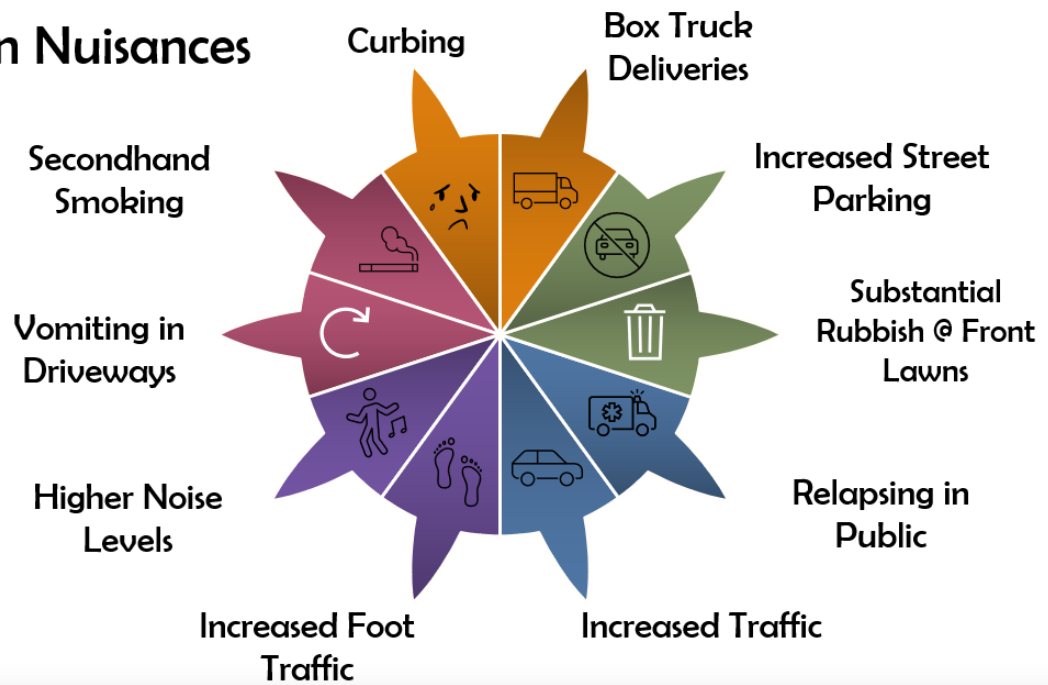 n Nuisances
Curbing
Box Truck
Deliveries
Secondhand
Smoking
Increased Street
Parking
Vomiting in
Driveways
Substantial
Rubbish @ Front
Lawns
Higher Noise
Levels
Relapsing in
Public
Increased Foot
Traffic
Increased Traffic